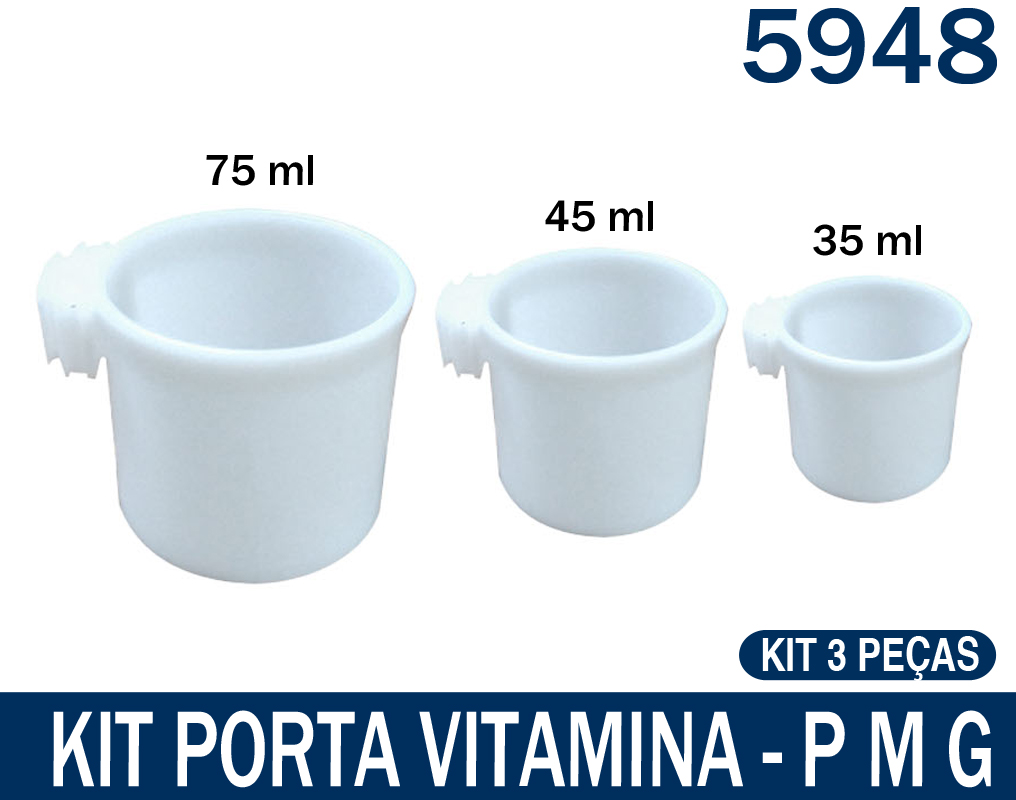 5948
75 ml
45 ml
35 ml
KIT 3 PEÇAS
KIT PORTA VITAMINA - P M G